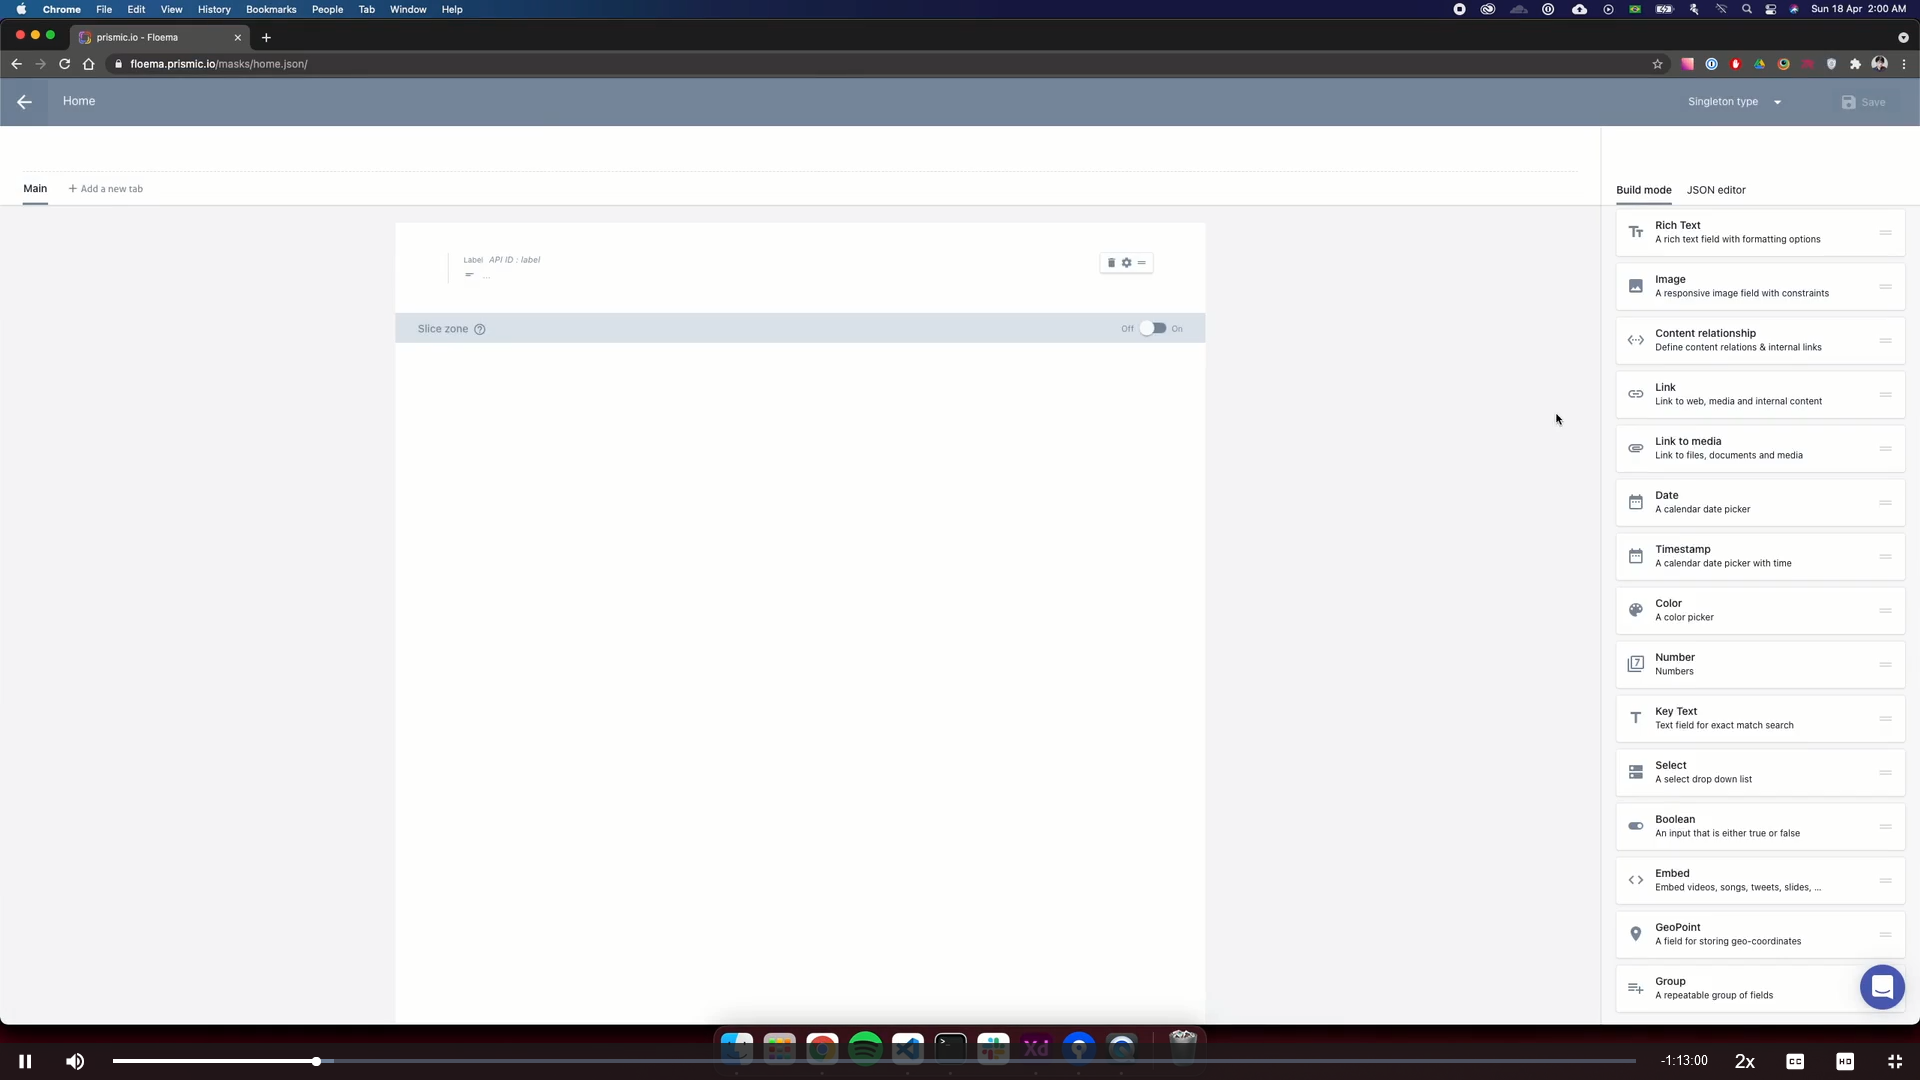 Chrome File Edit View History Bookmarks People Tab Window Help
Sun 18 Apr 2:00 AM
prismic.io - Floema
floema.prismic.io/masks/home.json/
Home
Singleton type
Save
Main
+ Add a new tab
Build mode
JSON editor
Label API ID : label
...
Slice zone ?
Off On
Rich Text
A rich text field with formatting options
Image
A responsive image field with constraints
Content relationship
Define content relations & internal links
Link
Link to web, media and internal content
Link to media
Link to files, documents and media
Date
A calendar date picker
Timestamp
A calendar date picker with time
Color
A color picker
7
Number
Numbers
Key Text
Text field for exact match search
Select
A select drop down list
Boolean
An input that is either true or false
Embed
Embed videos, songs, tweets, slides, ...
GeoPoint
A field for storing geo-coordinates
Group
A repeatable group of fields
Xd
-1:13:00
2x
CC
HD